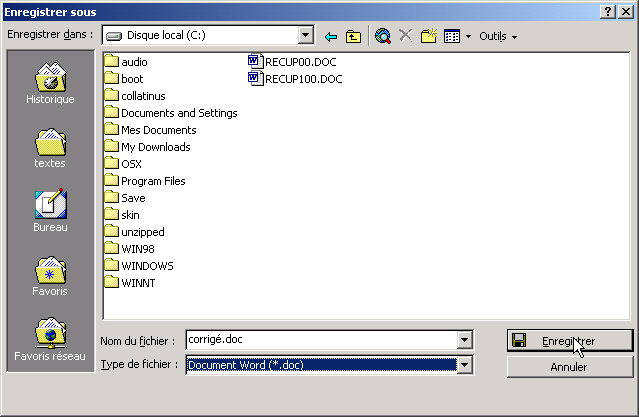 Enregistrer sous
Enregistrer dans :
Disque local (C:)
Outils
Historique
textes
Bureau
Favoris
Favoris réseau
audio
boot
collatinus
Documents and Settings
Mes Documents
My Downloads
OSX
Program Files
Save
skin
unzipped
WIN98
WINDOWS
WINNT
RECUP00.DOC
RECUP100.DOC
Nom du fichier :
corrigé.doc
Enregistrer
Type de fichier :
Document Word (*.doc)
Annuler